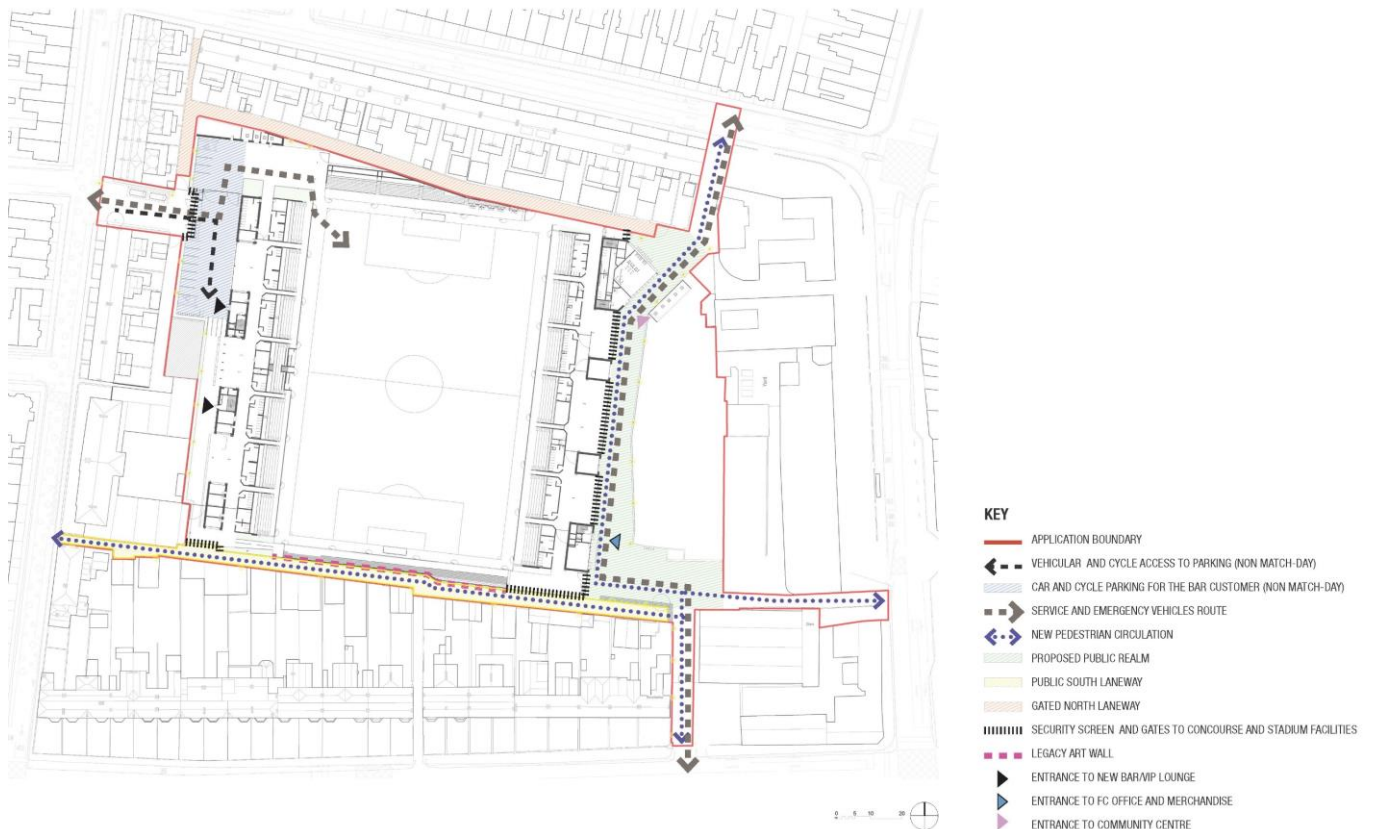 KEY
APPLICATION BOUNDARY
VEHICULAR AND CYCLE ACCESS TO PARKING (NON MATCH-DAY)
CAR AND CYCLE PARKING FOR THE BAR CUSTOMER (NON MATCH-DAY)
SERVICE AND EMERGENCY VEHICLES ROUTE
NEW PEDESTRIAN CIRCULATION
PROPOSED PUBLIC REALM
PUBLIC SOUTH LANEWAY
GATED NORTH LANEWAY
SECURITY SCREEN AND GATES TO CONCOURSE AND STADIUM FACILITIES
LEGACY ART WALL
ENTRANCE TO NEW BAR/VIP LOUNGE
ENTRANCE TO FC OFFICE AND MERCHANDISE
ENTRANCE TO COMMUNITY CENTRE
0 5 10 20